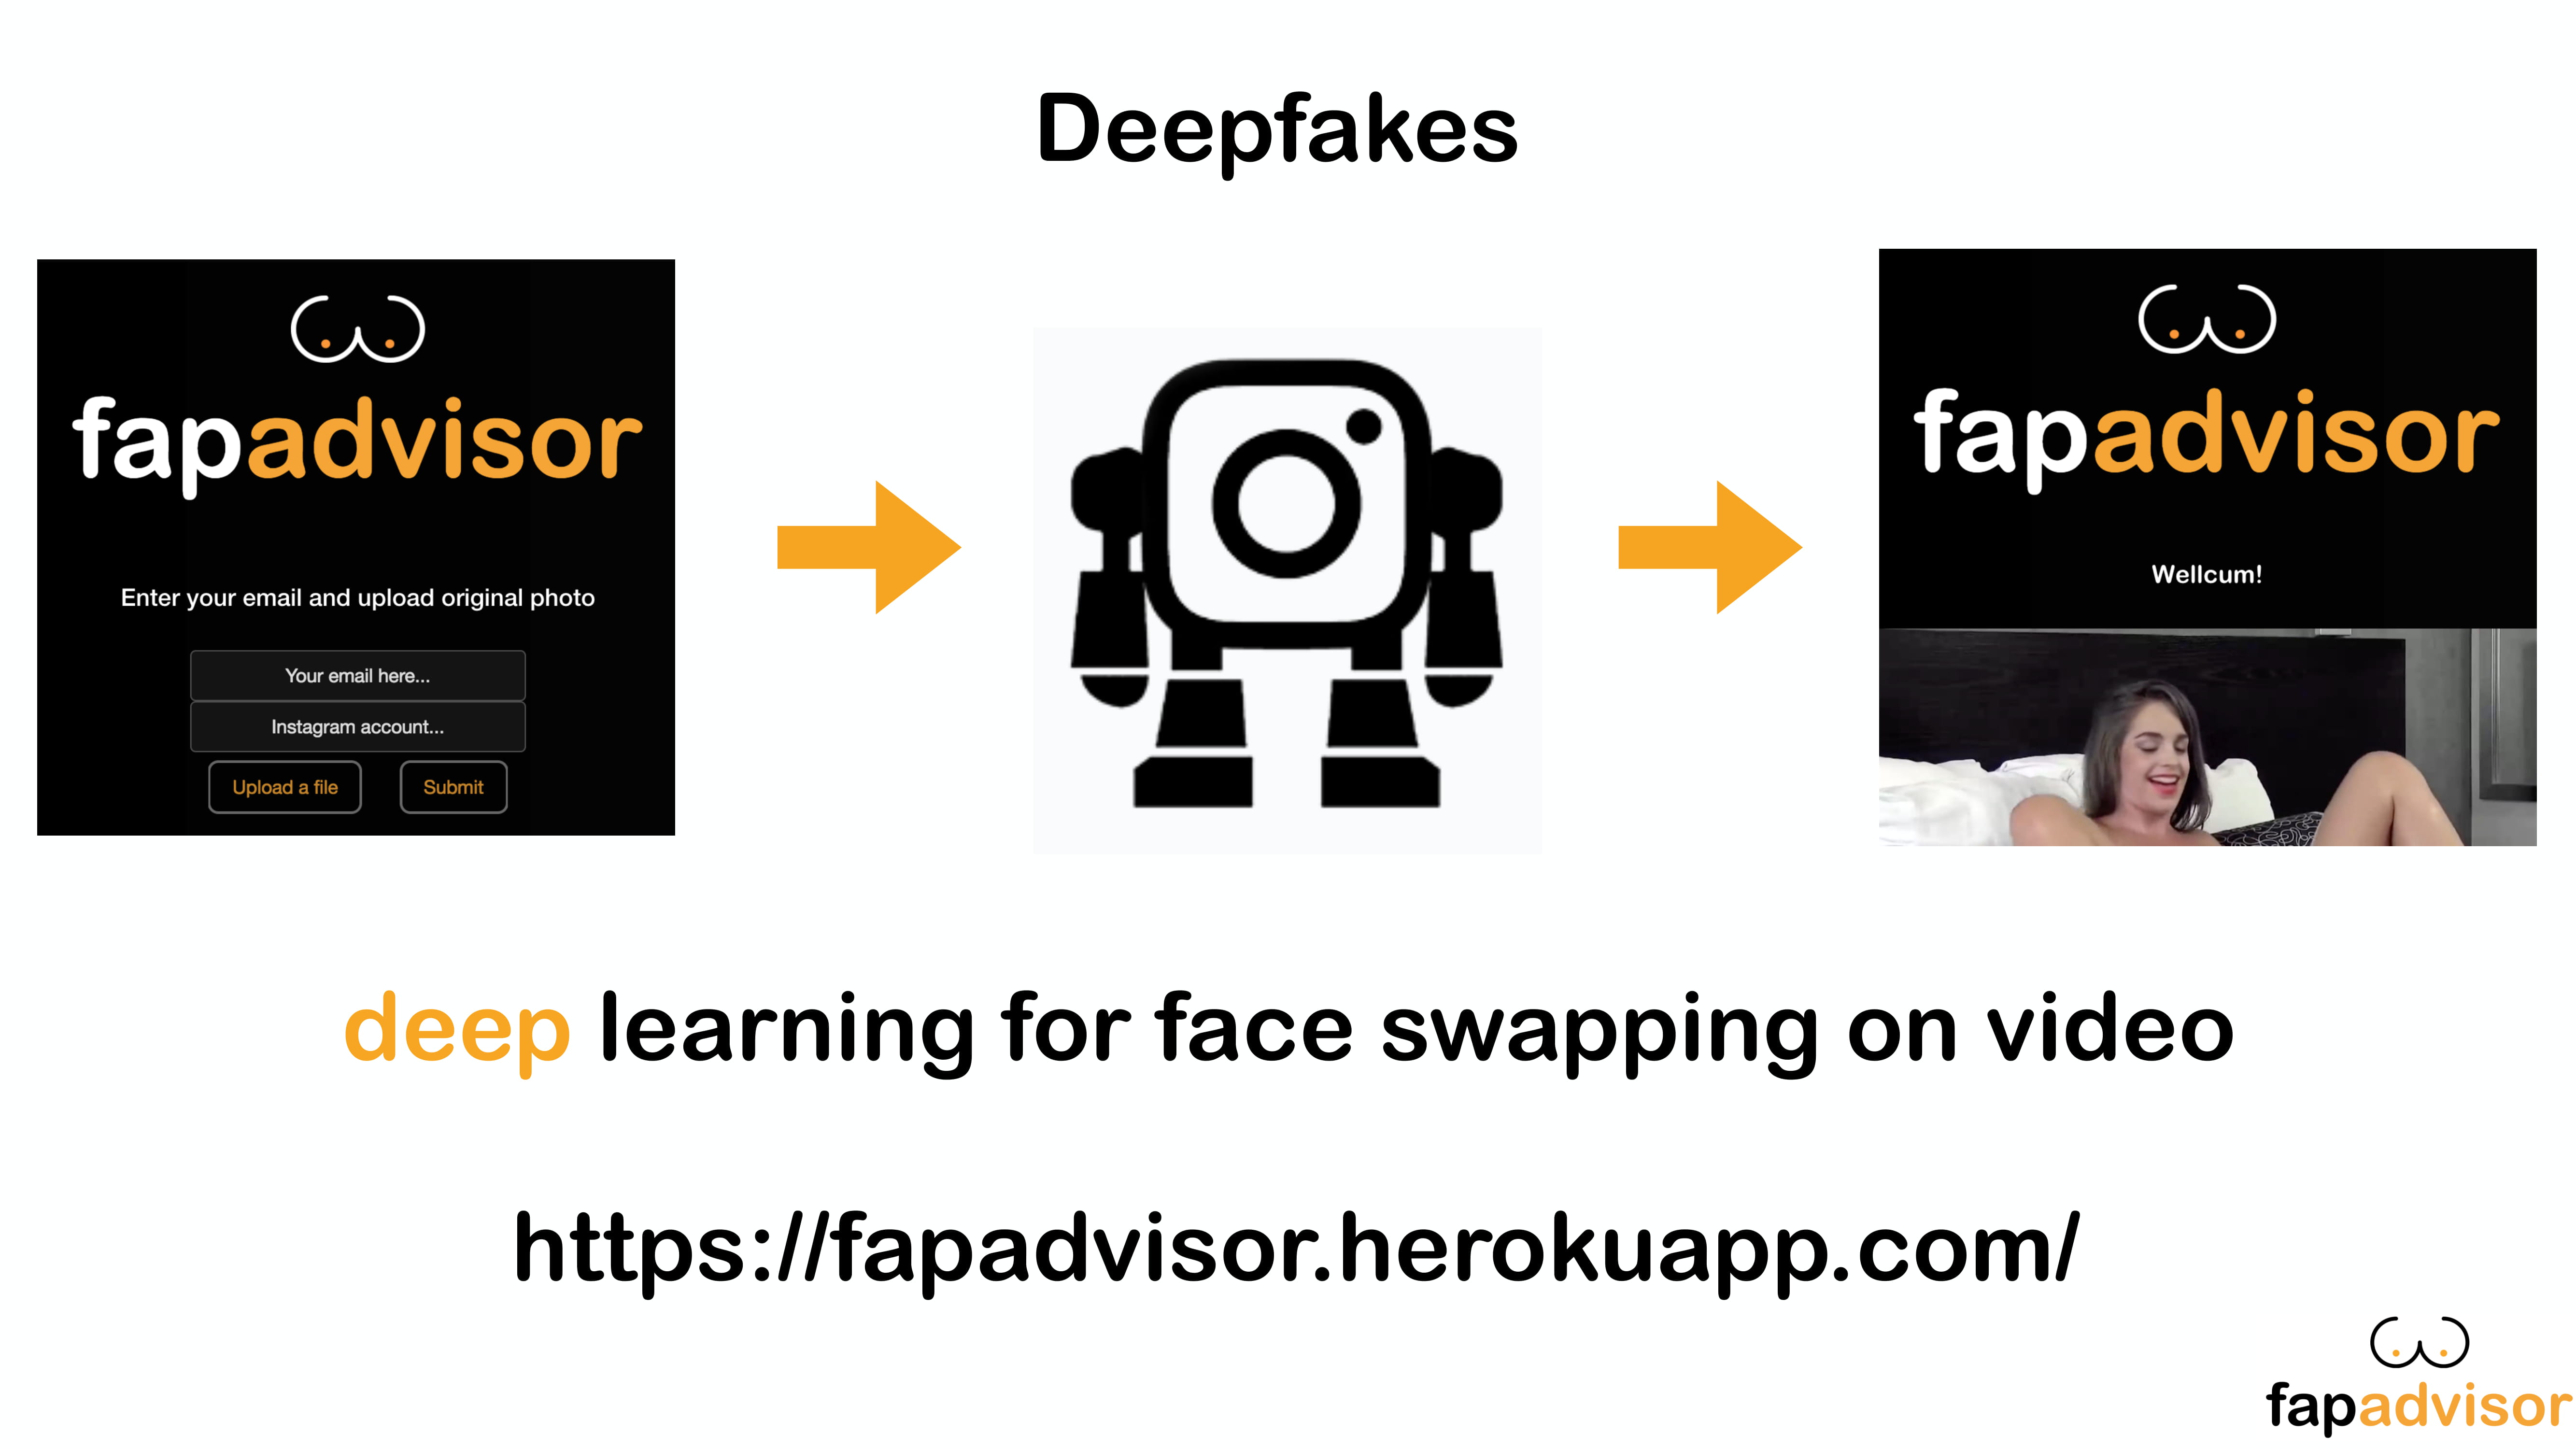 Deepfakes
fapadvisor
Enter your email and upload original photo
Your email here...
Instagram account...
Upload a file
Submit
fapadvisor
Wellcum!
deep learning for face swapping on video
https://fapadvisor.herokuapp.com/
fapadvisor